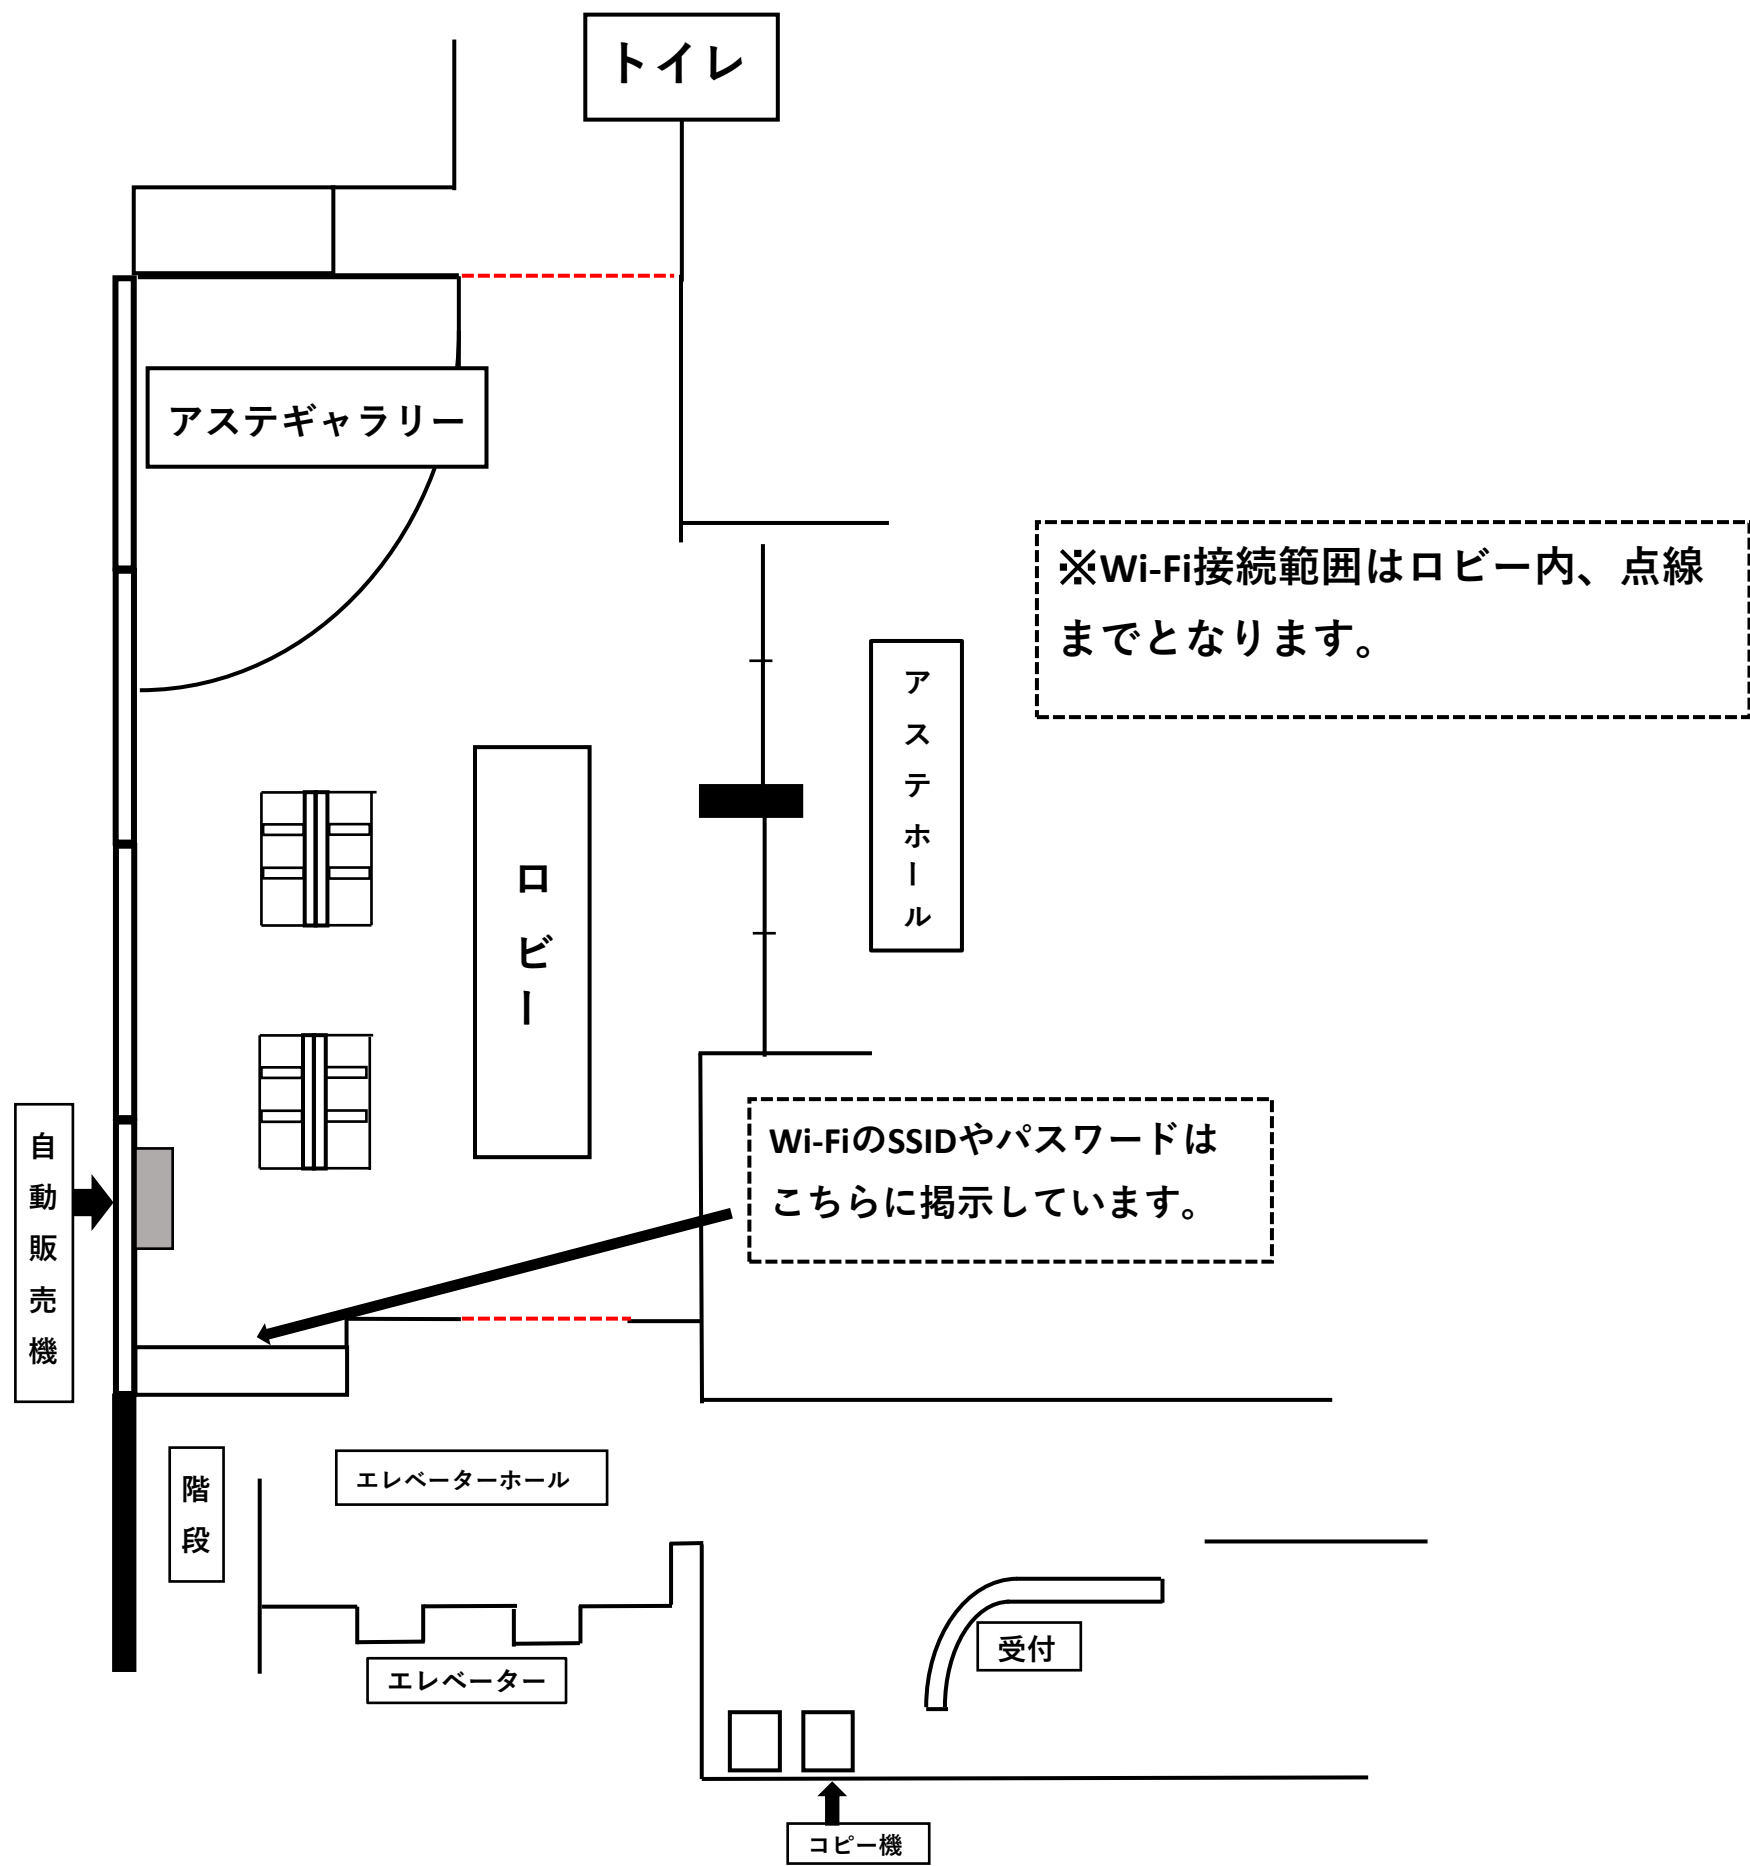 トイレ
アステギャラリー
※Wi-Fi接続範囲はロビー内、点線
までとなります。
アステホール
ロビー
Wi-FiのSSIDやパスワードは
こちらに掲示しています。
自動販売機
階段
エレベーターホール
エレベーター
受付
コピー機